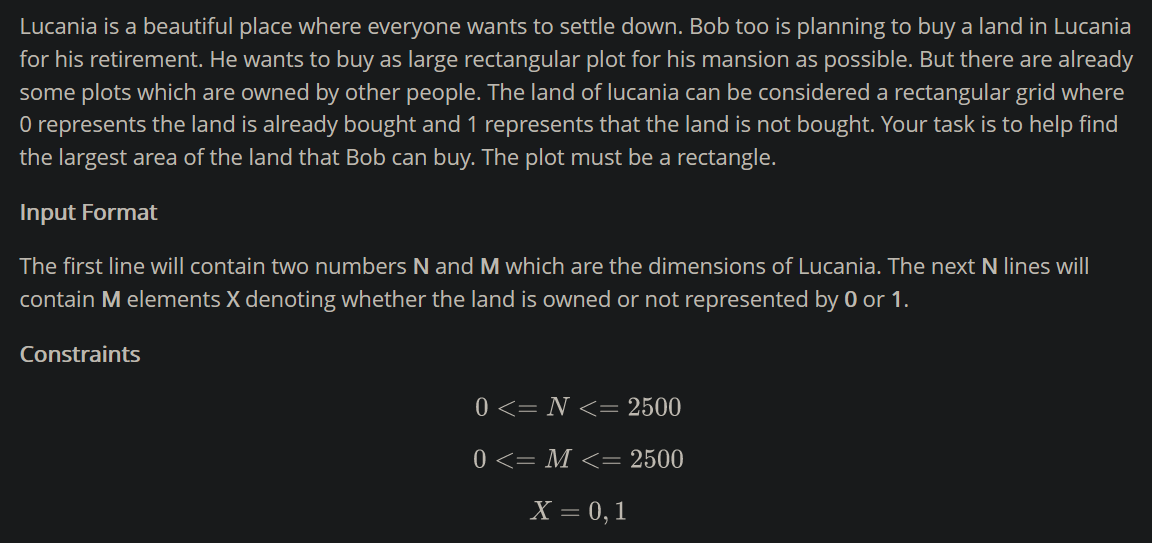 Lucania is a beautiful place where everyone wants to settle down. Bob too is planning to buy a land in Lucania
for his retirement. He wants to buy as large rectangular plot for his mansion as possible. But there are already
some plots which are owned by other people. The land of lucania can be considered a rectangular grid where
0 represents the land is already bought and 1 represents that the land is not bought. Your task is to help find
the largest area of the land that Bob can buy. The plot must be a rectangle.
Input Format
The first line will contain two numbers N and M which are the dimensions of Lucania. The next N lines will
contain M elements X denoting whether the land is owned or not represented by 0 or 1.
Constraints
0 <= N <= 2500
0 <= M <= 2500
X = 0, 1